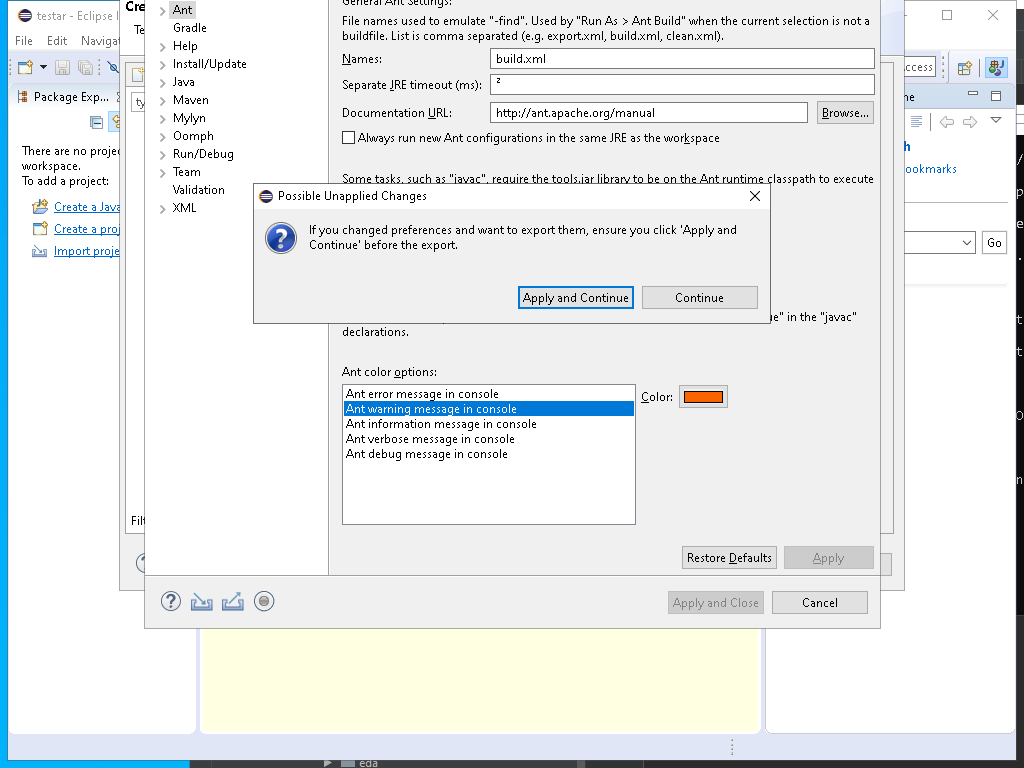 testar - Eclipse I
File Edit Naviga
Package Exp...
There are no proje
workspace.
To add a project:
Create a Java
Create a proj
Import proje
Cre
Te
ty
Filt
Ant
Gradle
Help
Install/Update
Java
Maven
Mylyn
Oomph
Run/Debug
Team
Validation
XML
General Ant Settings:
File names used to emulate "-find". Used by "Run As > Ant Build" when the current selection is not a
buildfile. List is comma separated (e.g. export.xml, build.xml, clean.xml).
Names: build.xml
Separate JRE timeout (ms): ²
Documentation URL: http://ant.apache.org/manual Browse...
Always run new Ant configurations in the same JRE as the workspace
Some tasks, such as "javac", require the tools.jar library to be on the Ant runtime classpath to execute
Possible Unapplied Changes
If you changed preferences and want to export them, ensure you click 'Apply and
Continue' before the export.
Apply and Continue Continue
ue" in the "javac"
declarations.
Ant color options:
Ant error message in console
Ant warning message in console
Ant information message in console
Ant verbose message in console
Ant debug message in console
Color:
Restore Defaults Apply
Apply and Close Cancel
ccess
ne
h
ookmarks
Go
eda